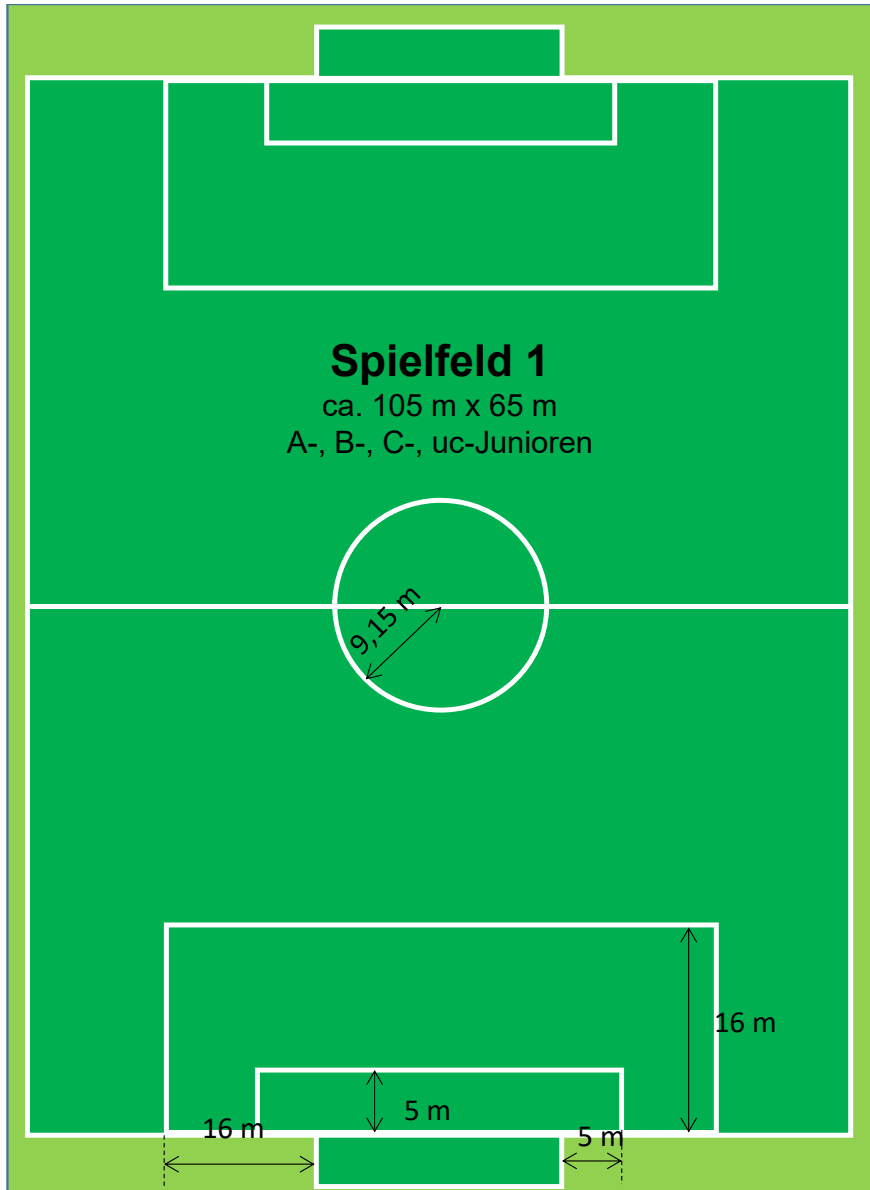 Spielfeld 1
ca. 105 m x 65 m
A-, B-, C-, uc-Junioren
9,15 m
16 m
5 m
16 m
5 m